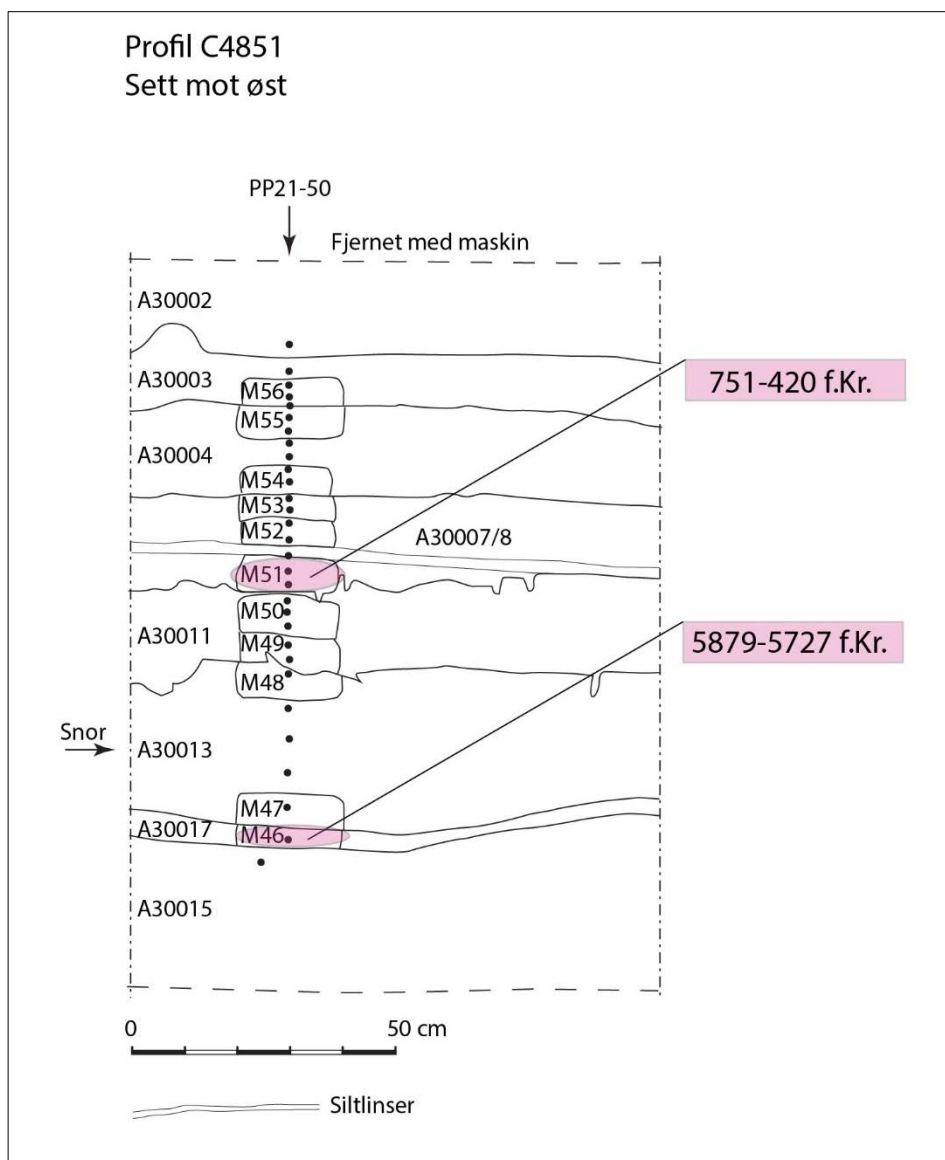 Profil C4851
Sett mot øst
PP21-50
Fjernet med maskin
A30002
A30003
M56
751-420 f.Kr.
M55
A30004
M54
M53
M52
A30007/8
M51
M50
A30011
M49
5879-5727 f.Kr.
M48
Snor
A30013
M47
A30017
M46
A30015
0
50 cm
Siltlinser